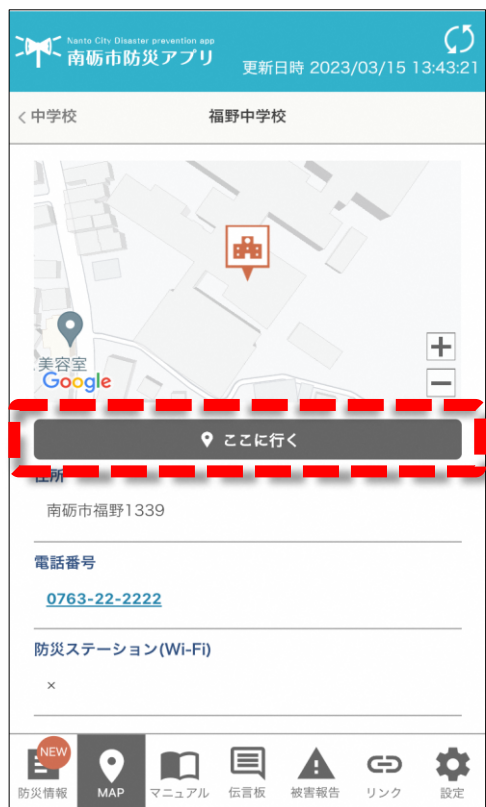 Nanto City Disaster prevention app
南砺市防災アプリ
更新日時 2023/03/15 13:43:21
< 中学校
福野中学校
美容室
Google
+
−
ここに行く
住所
南砺市福野1339
電話番号
0763-22-2222
防災ステーション(Wi-Fi)
×
NEW
防災情報 MAP マニュアル 伝言板 被害報告 リンク 設定